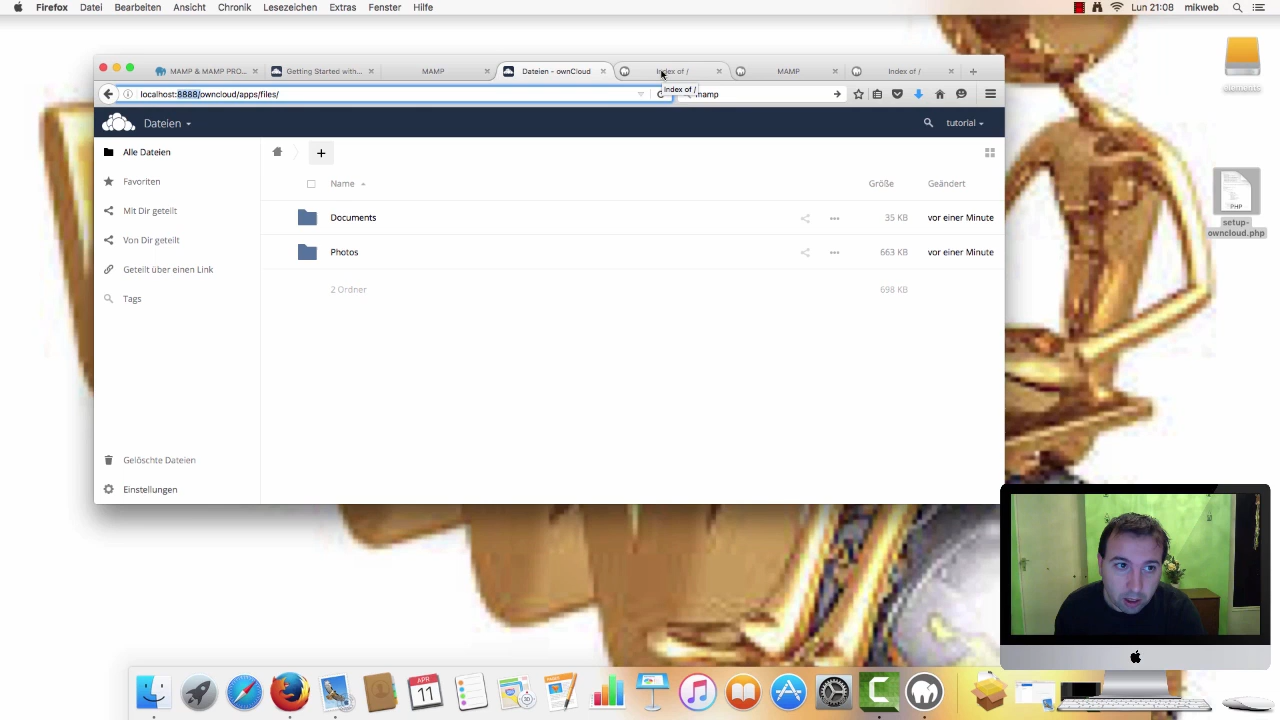 Firefox Datei Bearbeiten Ansicht Chronik Lesezeichen Extras Fenster Hilfe Lun 21:08 mikweb
MAMP & MAMP PRO... Getting Started with... MAMP Dateien - ownCloud Index of / MAMP Index of /
localhost:8888/owncloud/apps/files/ mamp
Index of /
Dateien tutorial
Alle Dateien
Favoriten
Mit Dir geteilt
Von Dir geteilt
Geteilt über einen Link
Tags
Gelöschte Dateien
Einstellungen
Name Größe Geändert
Documents 35 KB vor einer Minute
Photos 663 KB vor einer Minute
2 Ordner 698 KB
elements
PHP
setup-
owncloud.php
APR
11